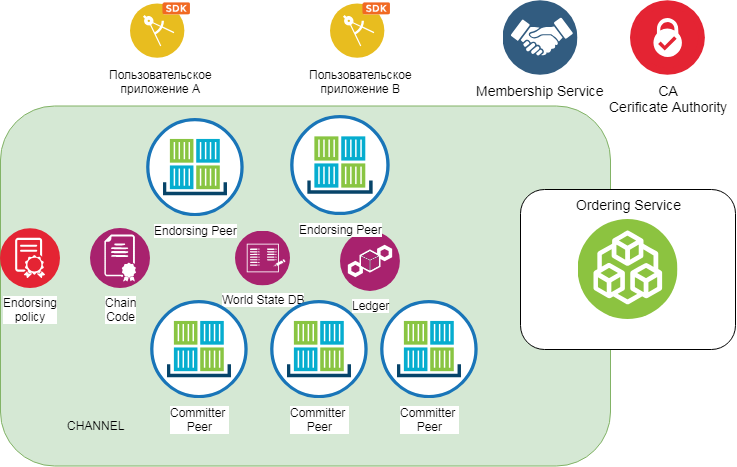 SDK
SDK
Пользовательское
приложение A
Пользовательское
приложение B
Membership Service
CA
Cerificate Authority
Ordering Service
Endorsing Peer
Endorsing Peer
Endorsing
policy
Chain
Code
World State DB
Ledger
Committer
Peer
Committer
Peer
Committer
Peer
CHANNEL